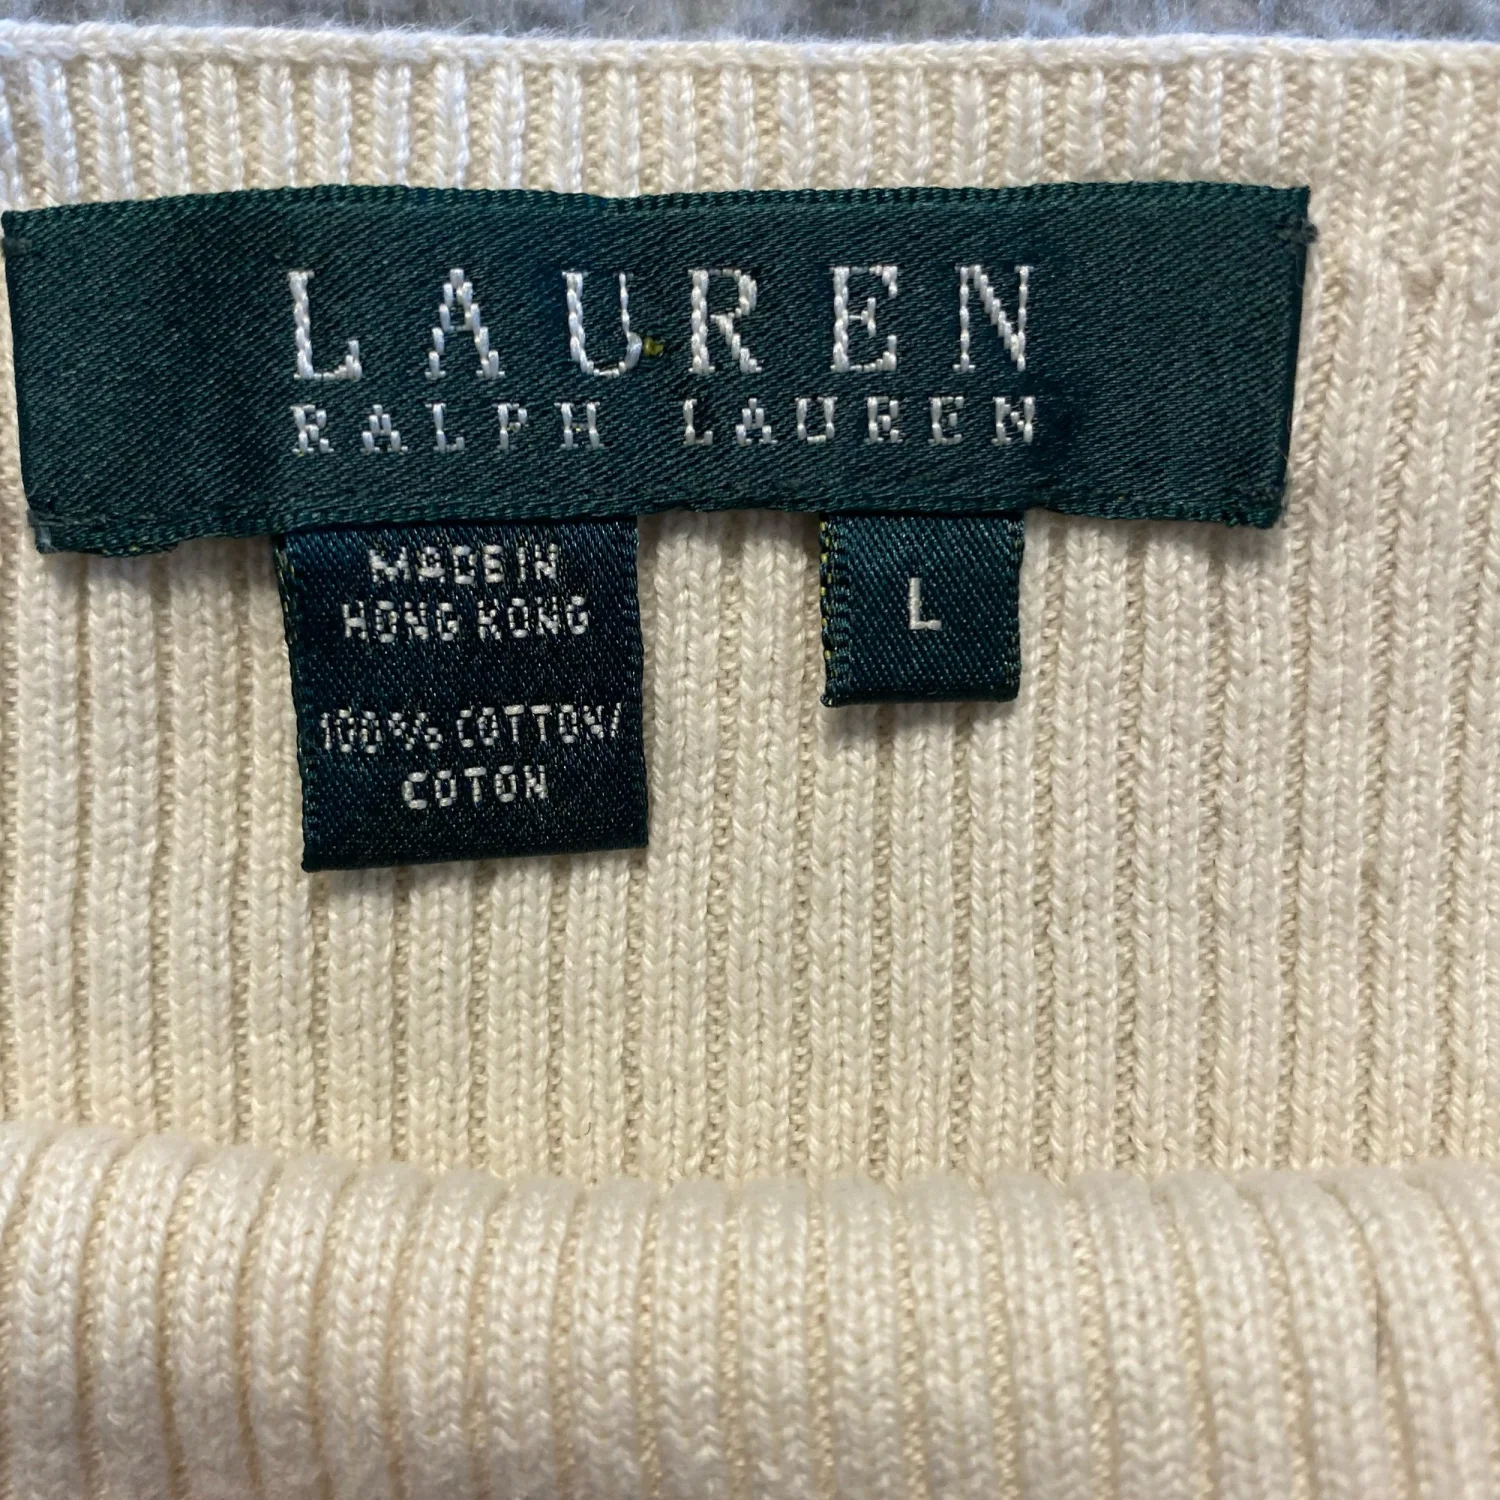 LAUREN
RALPH LAUREN
MADE IN
HONG KONG
100% COTTON/
COTON
L